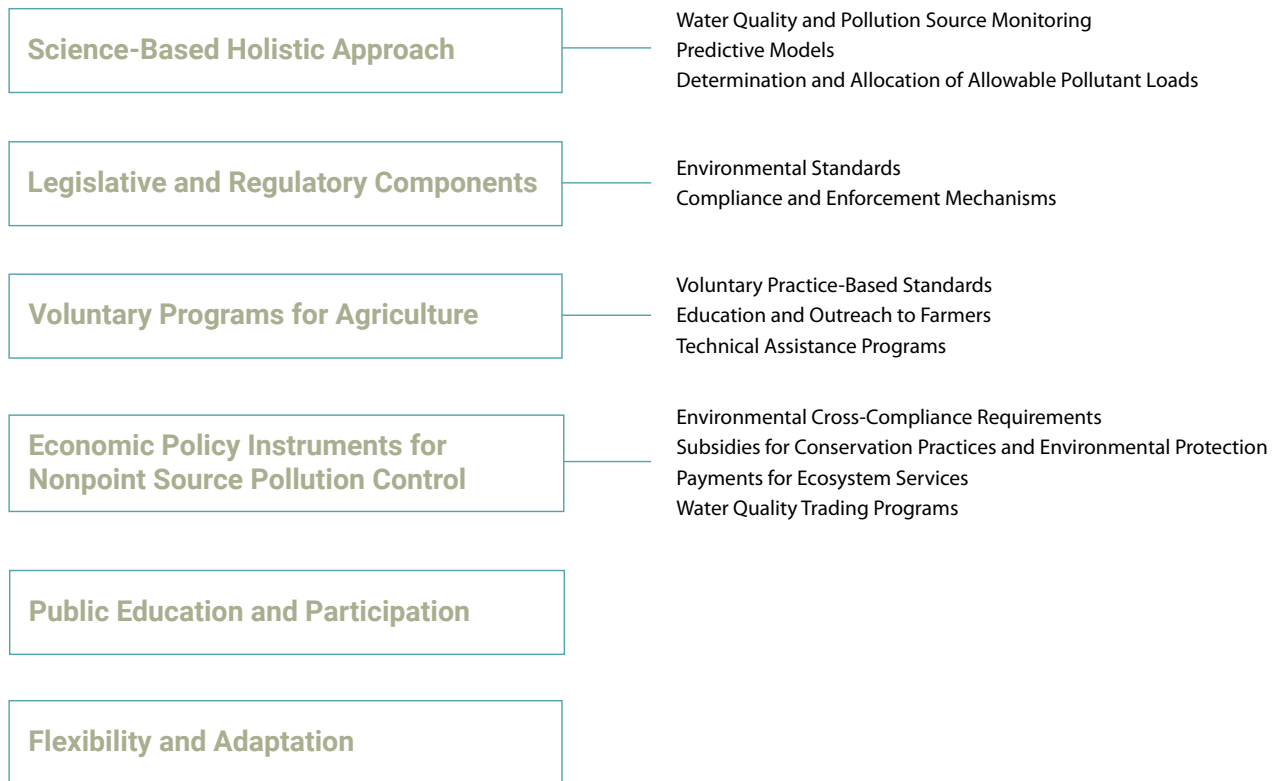 Science-Based Holistic Approach
Water Quality and Pollution Source Monitoring
Predictive Models
Determination and Allocation of Allowable Pollutant Loads
Legislative and Regulatory Components
Environmental Standards
Compliance and Enforcement Mechanisms
Voluntary Programs for Agriculture
Voluntary Practice-Based Standards
Education and Outreach to Farmers
Technical Assistance Programs
Economic Policy Instruments for
Nonpoint Source Pollution Control
Environmental Cross-Compliance Requirements
Subsidies for Conservation Practices and Environmental Protection
Payments for Ecosystem Services
Water Quality Trading Programs
Public Education and Participation
Flexibility and Adaptation